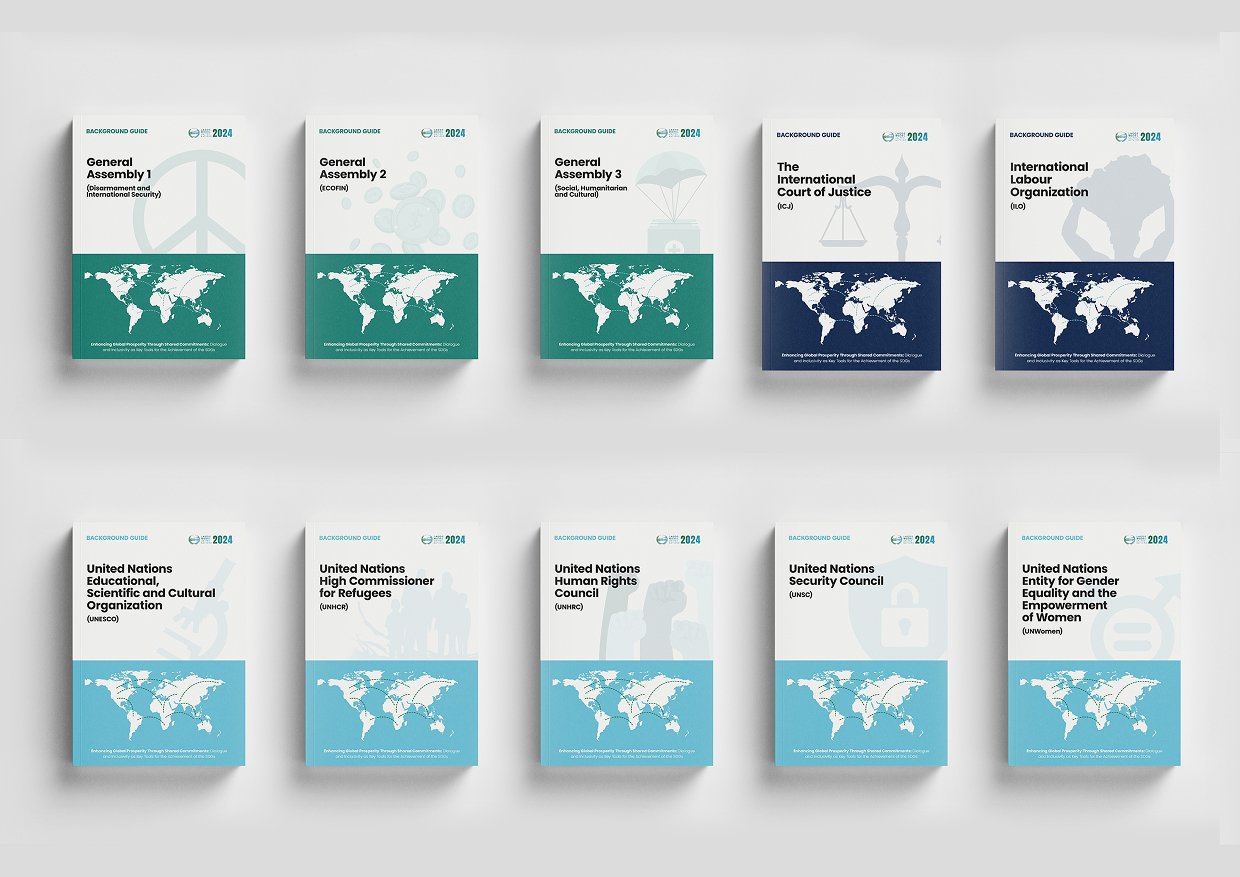 BACKGROUND GUIDE
2024
General
Assembly 1
(Disarmament and
International Security)
Enhancing Global Prosperity Through Shared Commitments: Dialogue
and Inclusivity as Key Tools for the Achievement of the SDGs
BACKGROUND GUIDE
2024
General
Assembly 2
(ECOFIN)
Enhancing Global Prosperity Through Shared Commitments: Dialogue
and Inclusivity as Key Tools for the Achievement of the SDGs
BACKGROUND GUIDE
2024
General
Assembly 3
(Social, Humanitarian
and Cultural)
Enhancing Global Prosperity Through Shared Commitments: Dialogue
and Inclusivity as Key Tools for the Achievement of the SDGs
BACKGROUND GUIDE
2024
The
International
Court of Justice
(ICJ)
Enhancing Global Prosperity Through Shared Commitments: Dialogue
and Inclusivity as Key Tools for the Achievement of the SDGs
BACKGROUND GUIDE
2024
International
Labour
Organization
(ILO)
Enhancing Global Prosperity Through Shared Commitments: Dialogue
and Inclusivity as Key Tools for the Achievement of the SDGs
BACKGROUND GUIDE
2024
United Nations
Educational,
Scientific and Cultural
Organization
(UNESCO)
Enhancing Global Prosperity Through Shared Commitments: Dialogue
and Inclusivity as Key Tools for the Achievement of the SDGs
BACKGROUND GUIDE
2024
United Nations
High Commissioner
for Refugees
(UNHCR)
Enhancing Global Prosperity Through Shared Commitments: Dialogue
and Inclusivity as Key Tools for the Achievement of the SDGs
BACKGROUND GUIDE
2024
United Nations
Human Rights
Council
(UNHRC)
Enhancing Global Prosperity Through Shared Commitments: Dialogue
and Inclusivity as Key Tools for the Achievement of the SDGs
BACKGROUND GUIDE
2024
United Nations
Security Council
(UNSC)
Enhancing Global Prosperity Through Shared Commitments: Dialogue
and Inclusivity as Key Tools for the Achievement of the SDGs
BACKGROUND GUIDE
2024
United Nations
Entity for Gender
Equality and the
Empowerment
of Women
(UNWomen)
Enhancing Global Prosperity Through Shared Commitments: Dialogue
and Inclusivity as Key Tools for the Achievement of the SDGs